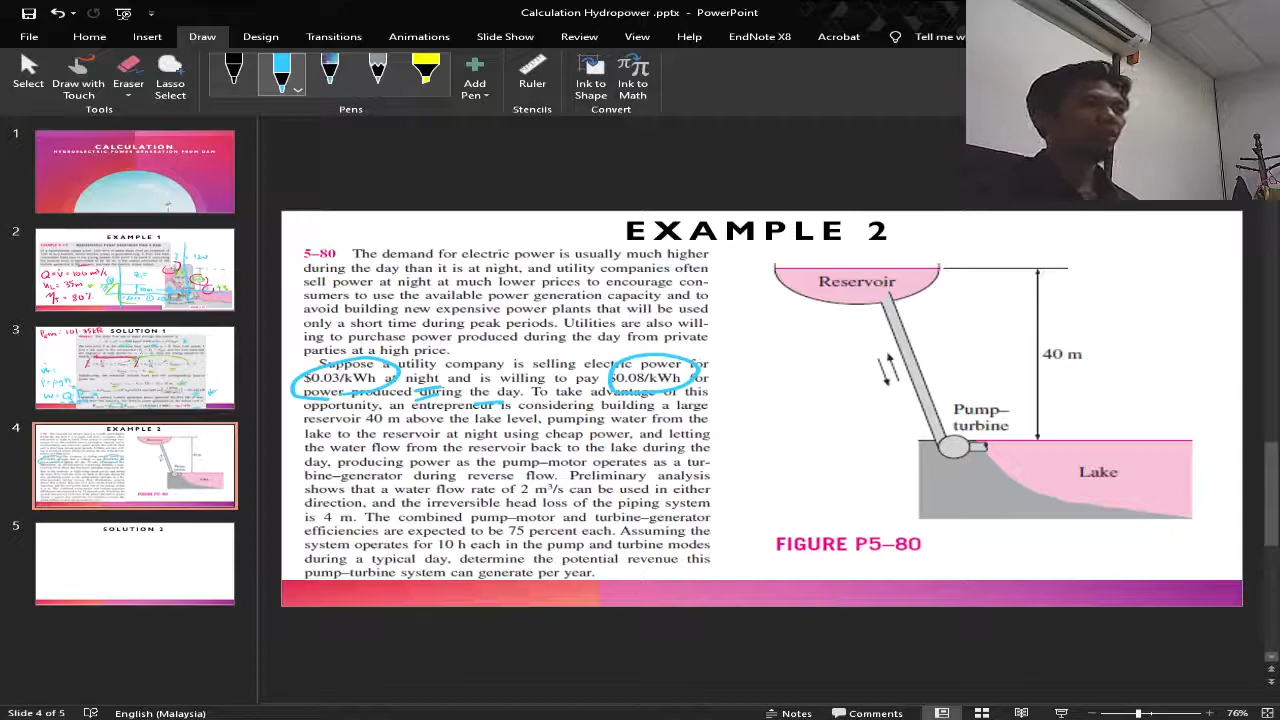 Calculation Hydropower .pptx - PowerPoint
File Home Insert Draw Design Transitions Animations Slide Show Review View Help EndNote X8 Acrobat Tell me w
Select
Draw with Touch
Eraser
Lasso Select
Tools
Pens
Add Pen
Ruler
Stencils
Ink to Shape
Ink to Math
Convert
1
CALCULATION
HYDROELECTRIC POWER GENERATION FROM DAM
2
EXAMPLE 1
3
SOLUTION 1
4
EXAMPLE 2
5
SOLUTION 2
EXAMPLE 2
5–80 The demand for electric power is usually much higher
during the day than it is at night, and utility companies often
sell power at night at much lower prices to encourage con-
sumers to use the available power generation capacity and to
avoid building new expensive power plants that will be used
only a short time during peak periods. Utilities are also will-
ing to purchase power produced during the day from private
parties at a high price.
Suppose a utility company is selling electric power for
$0.03/kWh at night and is willing to pay $0.08/kWh for
power produced during the day. To take advantage of this
opportunity, an entrepreneur is considering building a large
reservoir 40 m above the lake level, pumping water from the
lake to the reservoir at night using cheap power, and letting
the water flow from the reservoir back to the lake during the
day, producing power as the pump–motor operates as a tur-
bine–generator during reverse flow. Preliminary analysis
shows that a water flow rate of 2 m³/s can be used in either
direction, and the irreversible head loss of the piping system
is 4 m. The combined pump–motor and turbine–generator
efficiencies are expected to be 75 percent each. Assuming the
system operates for 10 h each in the pump and turbine modes
during a typical day, determine the potential revenue this
pump–turbine system can generate per year.
Reservoir
40 m
Pump–
turbine
Lake
FIGURE P5–80
Slide 4 of 5 English (Malaysia) Notes Comments 76%